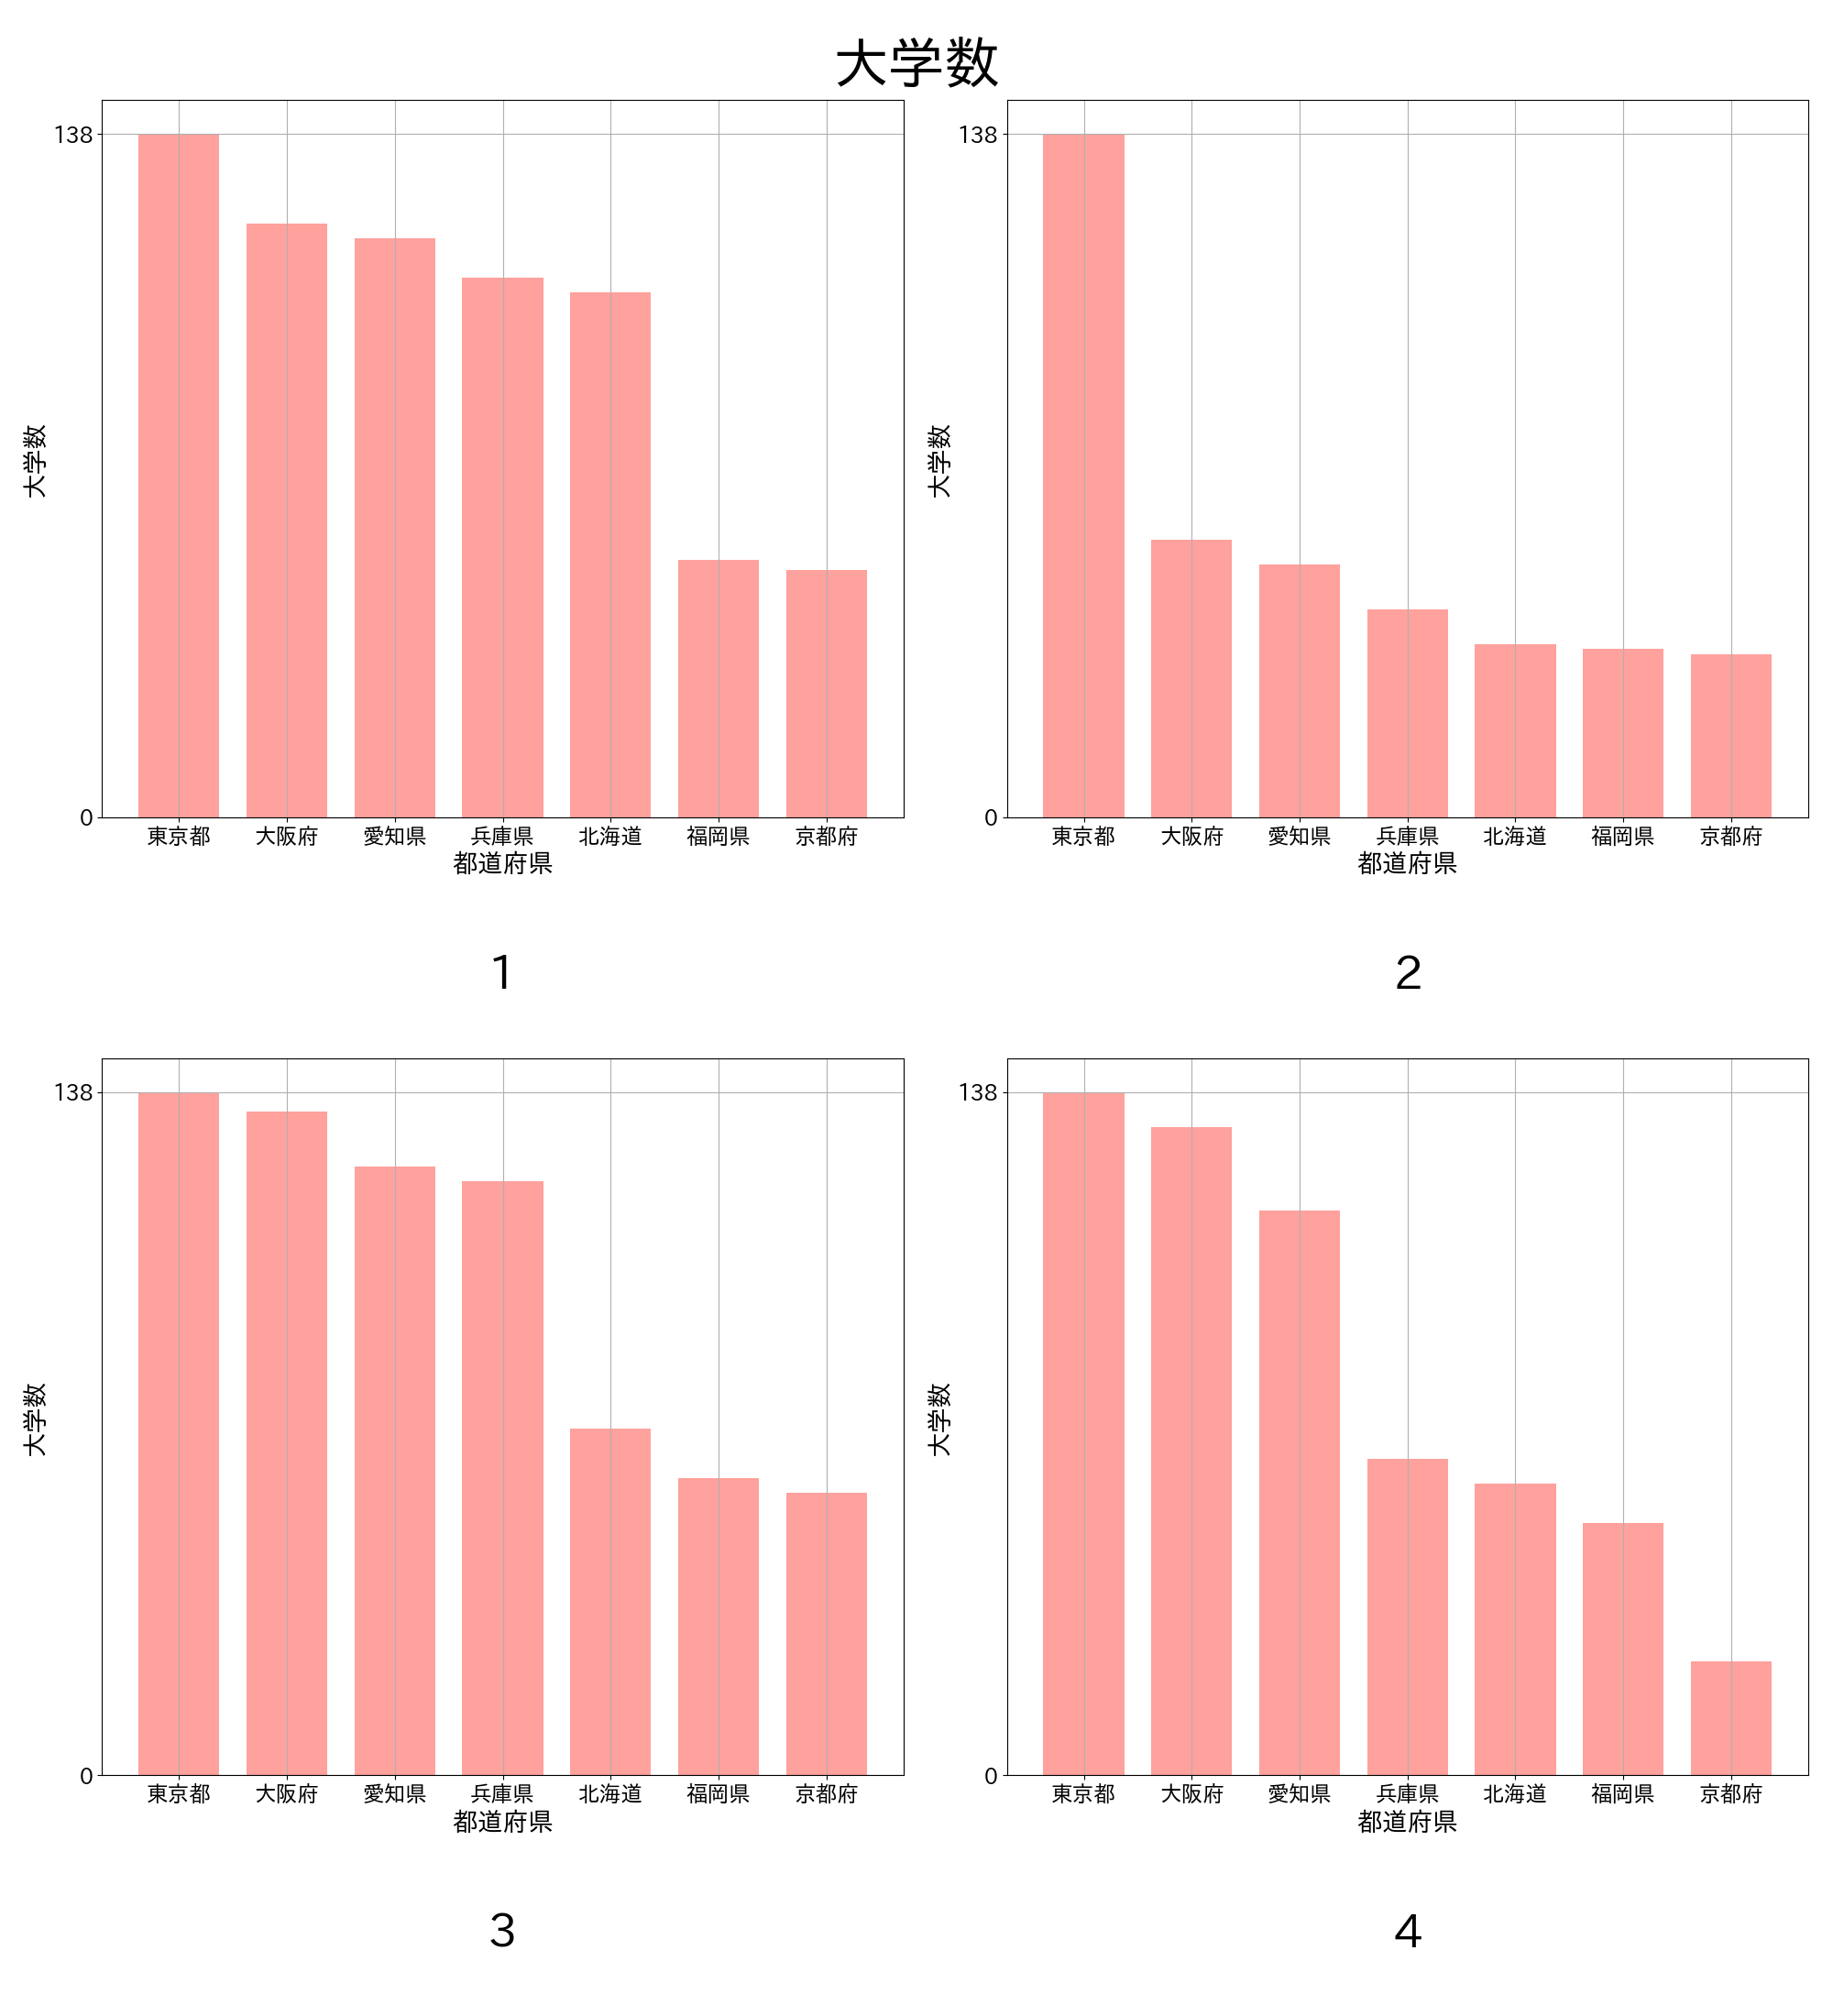 大学数
138
0
大学数
東京都 大阪府 愛知県 兵庫県 北海道 福岡県 京都府
都道府県
1
138
0
大学数
東京都 大阪府 愛知県 兵庫県 北海道 福岡県 京都府
都道府県
2
138
0
大学数
東京都 大阪府 愛知県 兵庫県 北海道 福岡県 京都府
都道府県
3
138
0
大学数
東京都 大阪府 愛知県 兵庫県 北海道 福岡県 京都府
都道府県
4